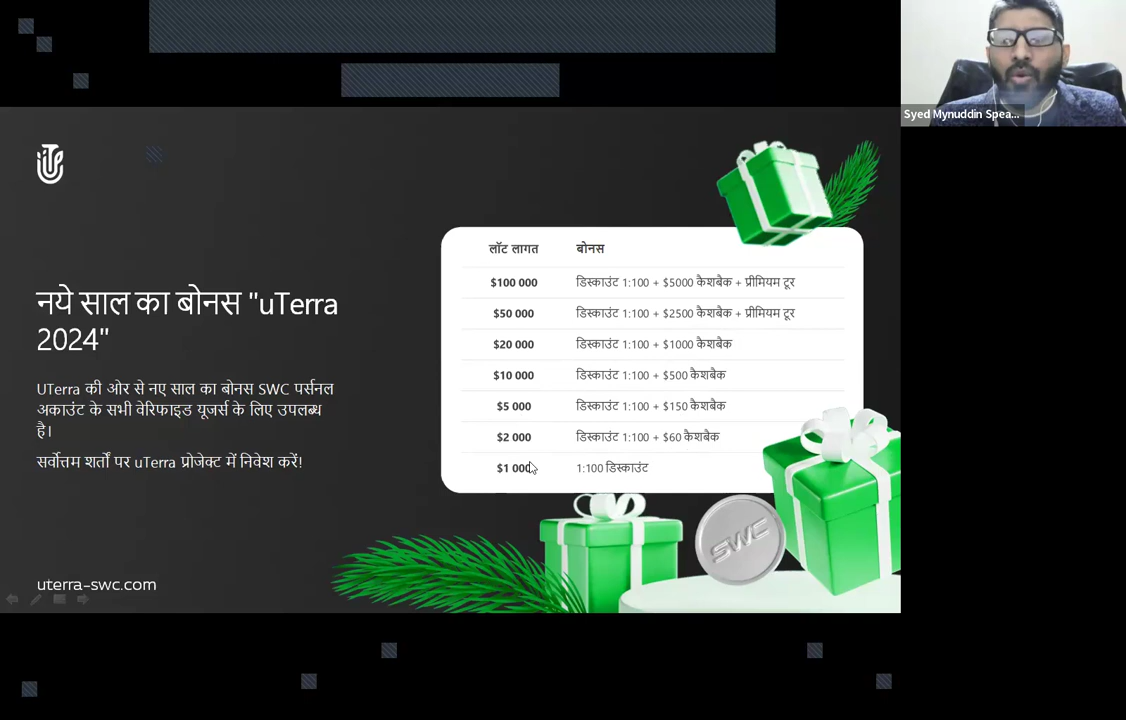 Syed Mynuddin Spea...
नये साल का बोनस "uTerra
2024"
UTerra की ओर से नए साल का बोनस SWC पर्सनल
अकाउंट के सभी वेरिफाइड यूजर्स के लिए उपलब्ध
है।
सर्वोत्तम शर्तों पर uTerra प्रोजेक्ट में निवेश करें!
uterra-swc.com
लॉट लागत बोनस
$100 000 डिस्काउंट 1:100 + $5000 कैशबैक + प्रीमियम टूर
$50 000 डिस्काउंट 1:100 + $2500 कैशबैक + प्रीमियम टूर
$20 000 डिस्काउंट 1:100 + $1000 कैशबैक
$10 000 डिस्काउंट 1:100 + $500 कैशबैक
$5 000 डिस्काउंट 1:100 + $150 कैशबैक
$2 000 डिस्काउंट 1:100 + $60 कैशबैक
$1 000 1:100 डिस्काउंट
SWC